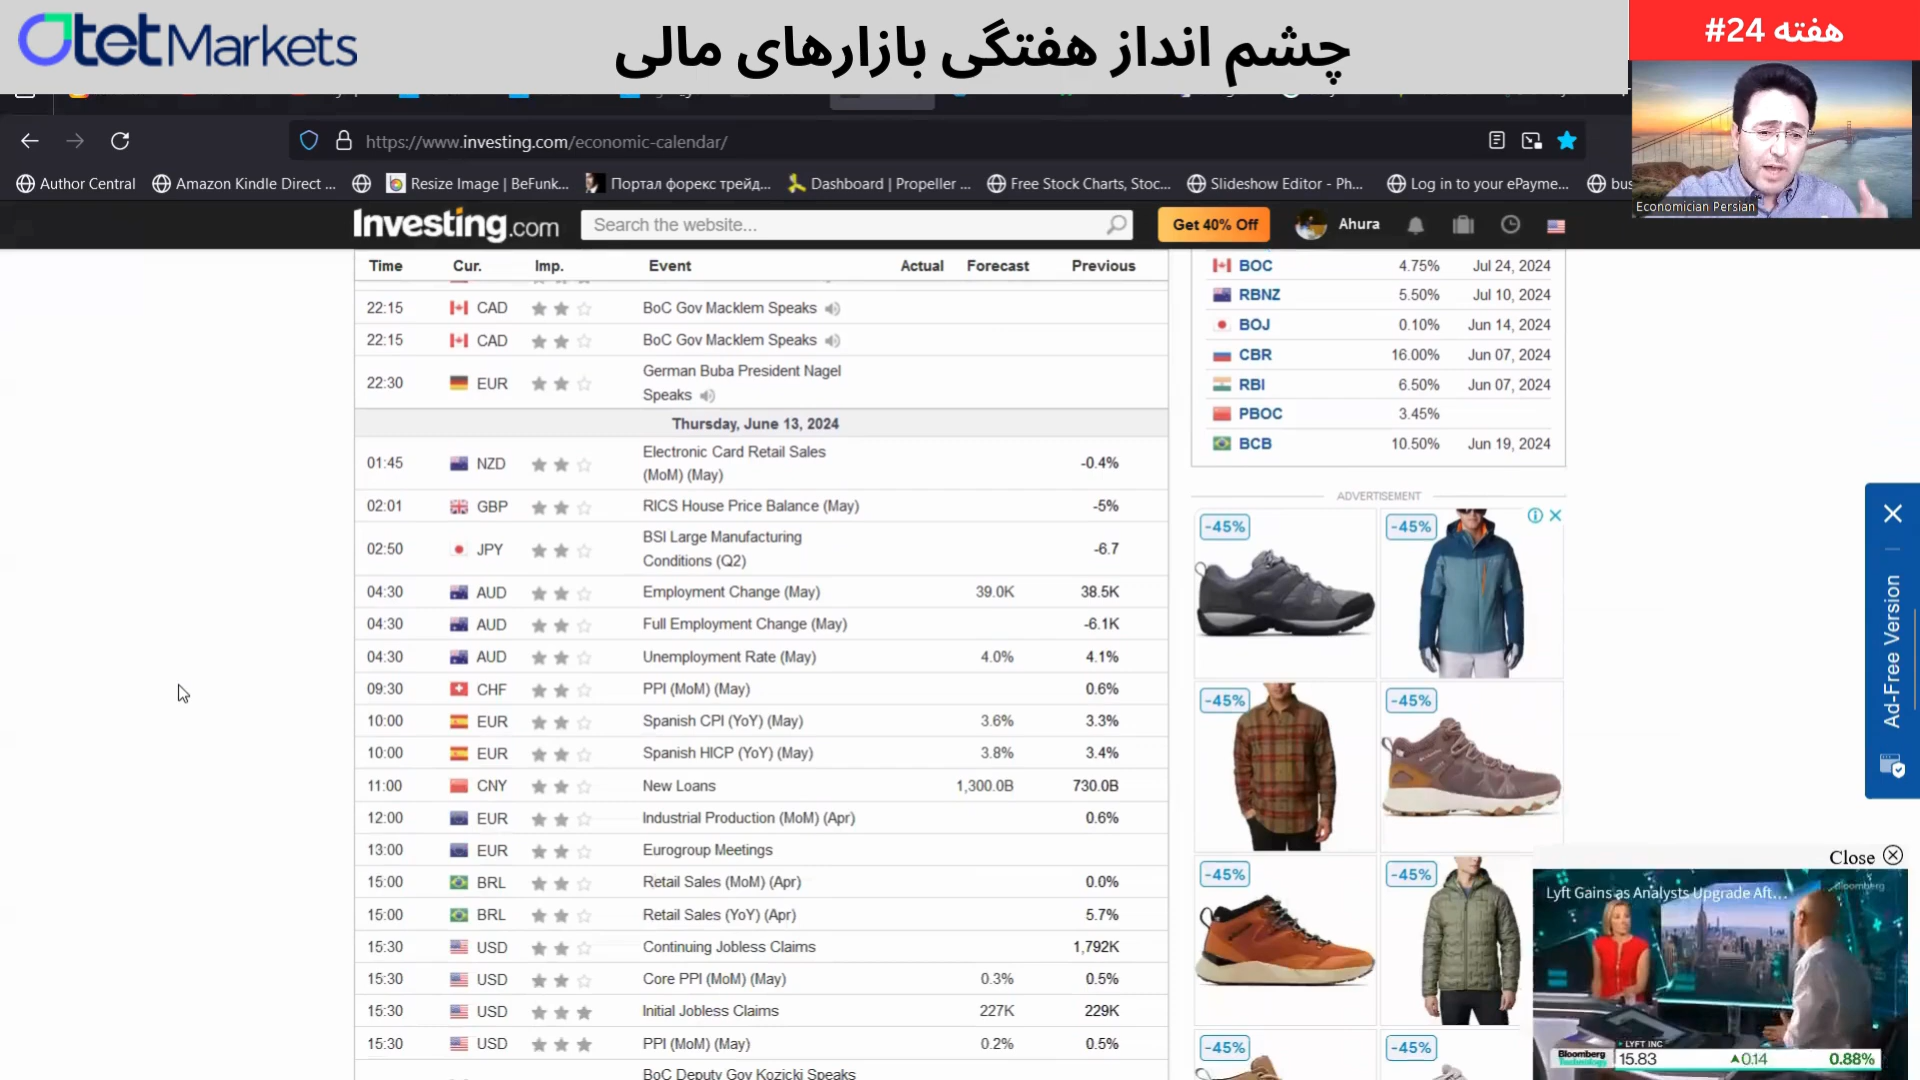 Otet Markets
چشم انداز هفتگی بازارهای مالی
هفته 24#
https://www.investing.com/economic-calendar/
Author Central
Amazon Kindle Direct ...
Resize Image | BeFunk...
Портал форекс трейд...
Dashboard | Propeller ...
Free Stock Charts, Stoc...
Slideshow Editor - Ph...
Log in to your ePayme...
bus
Economician Persian
Investing.com
Search the website...
Get 40% Off
Ahura
Time Cur. Imp. Event Actual Forecast Previous
22:15 CAD BoC Gov Macklem Speaks
22:15 CAD BoC Gov Macklem Speaks
22:30 EUR German Buba President Nagel
Speaks
Thursday, June 13, 2024
01:45 NZD Electronic Card Retail Sales
(MoM) (May) -0.4%
02:01 GBP RICS House Price Balance (May) -5%
02:50 JPY BSI Large Manufacturing
Conditions (Q2) -6.7
04:30 AUD Employment Change (May) 39.0K 38.5K
04:30 AUD Full Employment Change (May) -6.1K
04:30 AUD Unemployment Rate (May) 4.0% 4.1%
09:30 CHF PPI (MoM) (May) 0.6%
10:00 EUR Spanish CPI (YoY) (May) 3.6% 3.3%
10:00 EUR Spanish HICP (YoY) (May) 3.8% 3.4%
11:00 CNY New Loans 1,300.0B 730.0B
12:00 EUR Industrial Production (MoM) (Apr) 0.6%
13:00 EUR Eurogroup Meetings
15:00 BRL Retail Sales (MoM) (Apr) 0.0%
15:00 BRL Retail Sales (YoY) (Apr) 5.7%
15:30 USD Continuing Jobless Claims 1,792K
15:30 USD Core PPI (MoM) (May) 0.3% 0.5%
15:30 USD Initial Jobless Claims 227K 229K
15:30 USD PPI (MoM) (May) 0.2% 0.5%
BoC Deputy Gov Kozicki Speaks
BOC 4.75% Jul 24, 2024
RBNZ 5.50% Jul 10, 2024
BOJ 0.10% Jun 14, 2024
CBR 16.00% Jun 07, 2024
RBI 6.50% Jun 07, 2024
PBOC 3.45%
BCB 10.50% Jun 19, 2024
ADVERTISEMENT
-45% -45%
-45% -45%
-45% -45%
-45% -45%
Ad-Free Version
Close
Lyft Gains as Analysts Upgrade Aft...
Bloomberg
LYFT INC
Bloomberg
Technology
15.83 0.14 0.88%